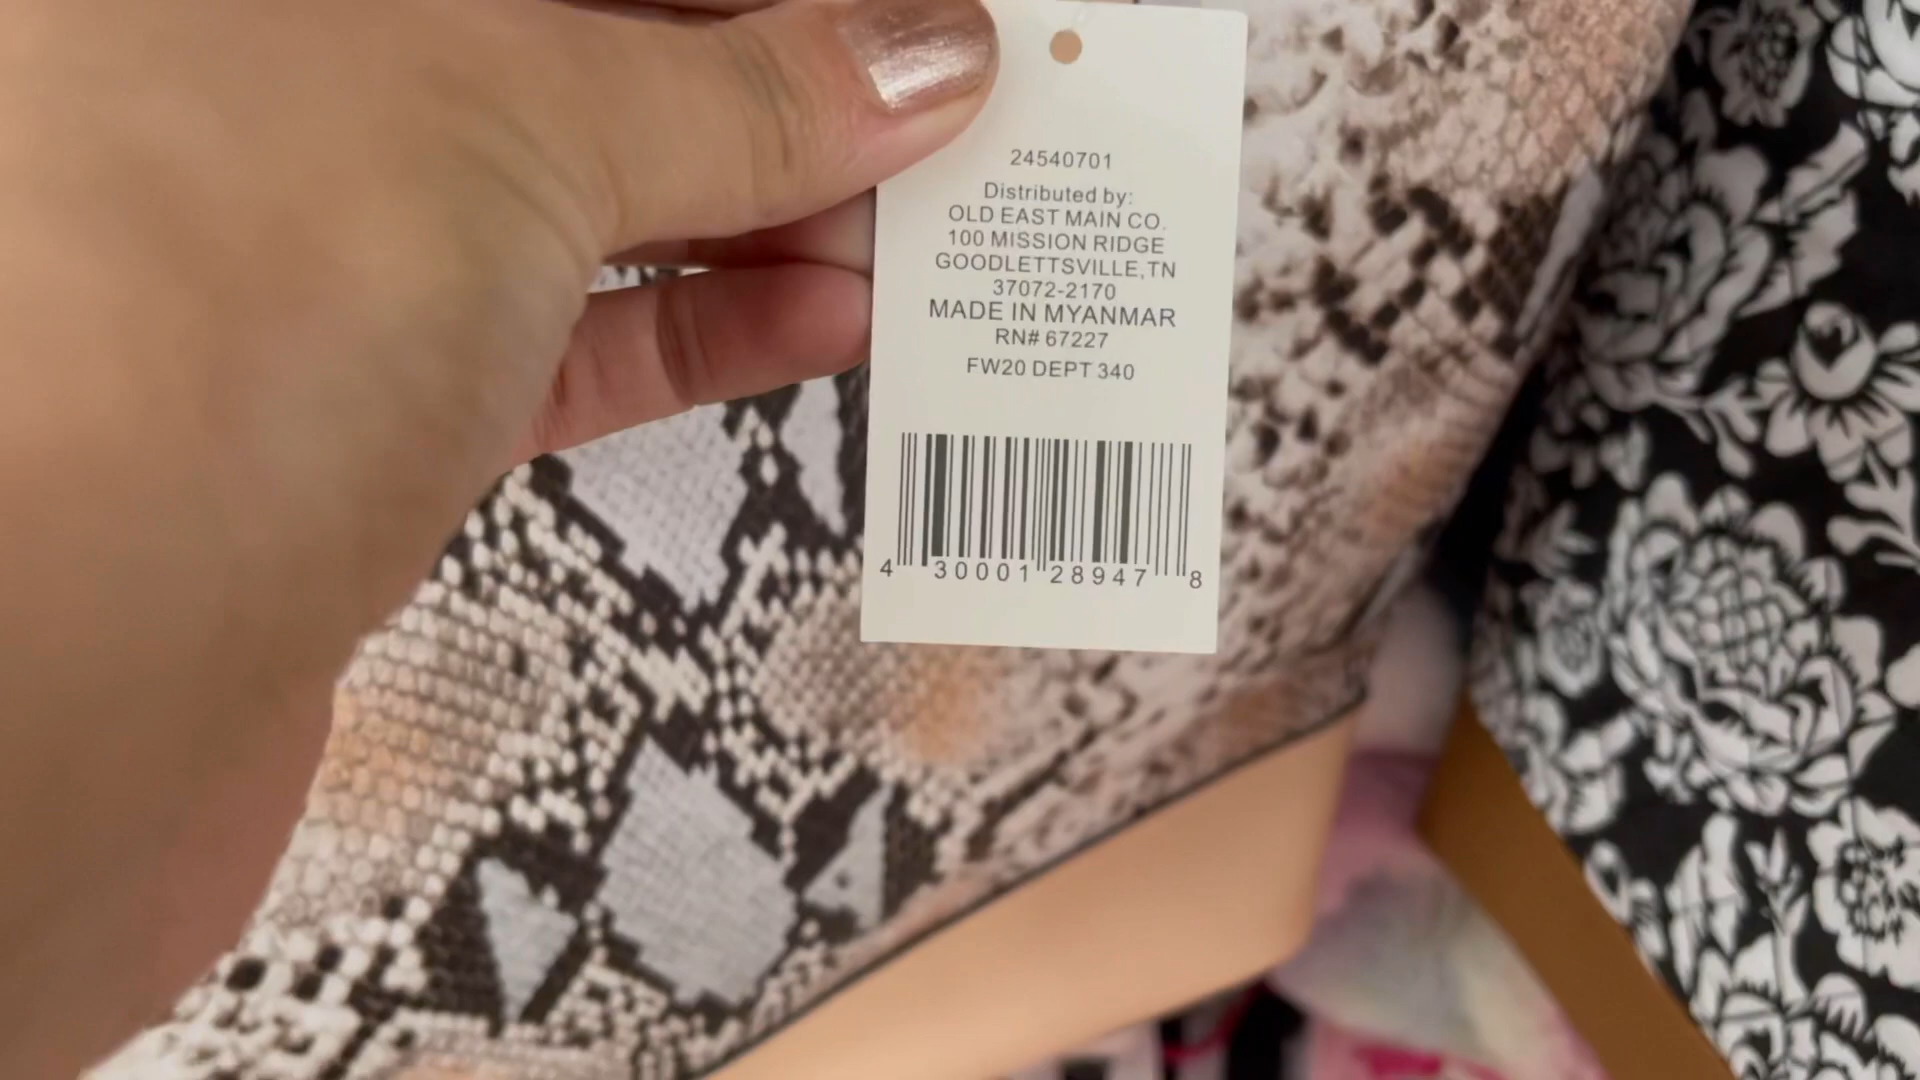 24540701
Distributed by:
OLD EAST MAIN CO.
100 MISSION RIDGE
GOODLETTSVILLE,TN
37072-2170
MADE IN MYANMAR
RN# 67227
FW20 DEPT 340
4 30001 28947 8